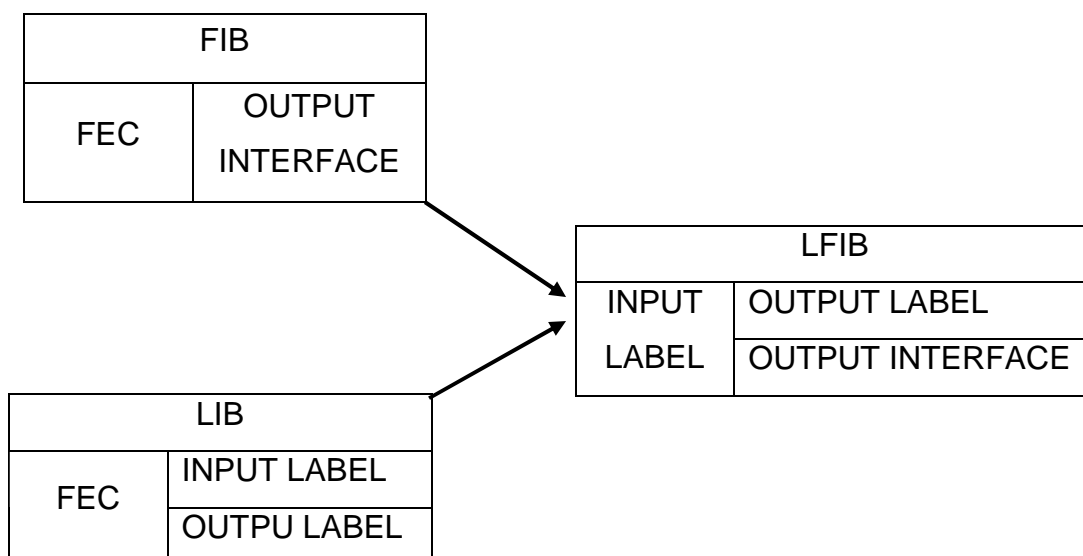 FIB
FEC
OUTPUT
INTERFACE
LFIB
INPUT
LABEL
OUTPUT LABEL
OUTPUT INTERFACE
LIB
FEC
INPUT LABEL
OUTPU LABEL